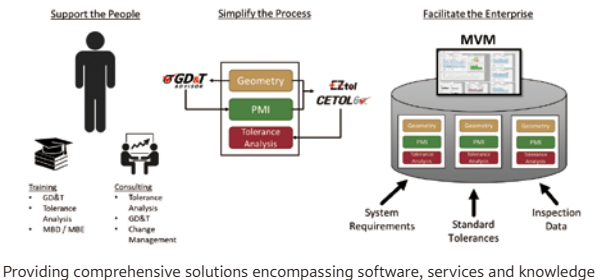 Support the People
Simplify the Process
Facilitate the Enterprise
MVM
GD&T
ADVISOR
Geometry
PMI
Tolerance
Analysis
EZtol
CETOL 6σ
Geometry
PMI
Tolerance
Analysis
Geometry
PMI
Tolerance
Analysis
Geometry
PMI
Tolerance
Analysis
Training
• GD&T
• Tolerance
Analysis
• MBD / MBE
Consulting
• Tolerance
Analysis
• GD&T
• Change
Management
System
Requirements
Standard
Tolerances
Inspection
Data
Providing comprehensive solutions encompassing software, services and knowledge